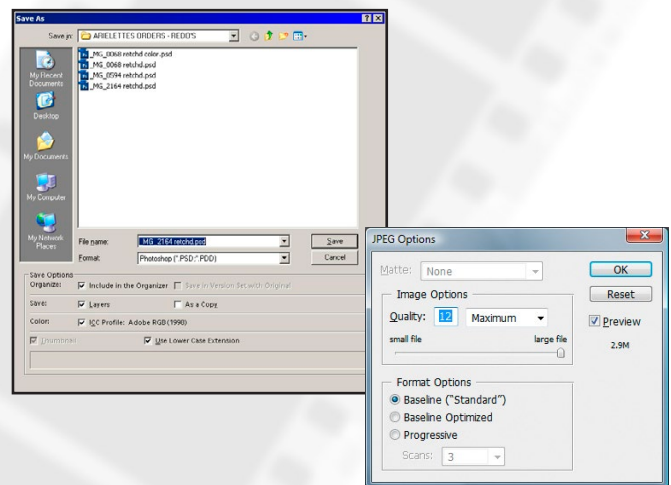 Save As
Save in: ARIELETTES ORDERS - REDO'S
_MG_0068 retchd color.psd
_MG_0068 retchd.psd
_MG_0594 retchd.psd
_MG_2164 retchd.psd
My Recent
Documents
Desktop
My Documents
My Computer
My Network
Places
File name: _MG_2164 retchd.psd Save
Format: Photoshop (*.PSD;*.PDD) Cancel
Save Options
Organize: Include in the Organizer Save in Version Set with Original
Save: Layers As a Copy
Color: ICC Profile: Adobe RGB (1998)
Thumbnail Use Lower Case Extension
JPEG Options
Matte: None OK
Image Options Reset
Quality: 12 Maximum Preview
small file large file 2.9M
Format Options
Baseline ("Standard")
Baseline Optimized
Progressive
Scans: 3